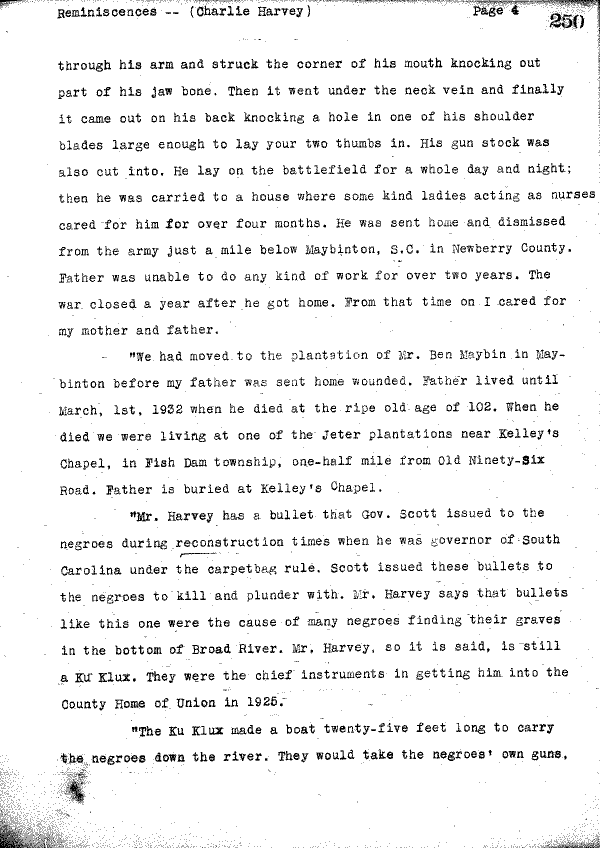 Reminiscences -- (Charlie Harvey) Page 4 250
through his arm and struck the corner of his mouth knocking out
part of his jaw bone. Then it went under the neck vein and finally
it came out on his back knocking a hole in one of his shoulder
blades large enough to lay your two thumbs in. His gun stock was
also cut into. He lay on the battlefield for a whole day and night;
then he was carried to a house where some kind ladies acting as nurses
cared for him for over four months. He was sent home and dismissed
from the army just a mile below Maybinton, S.C. in Newberry County.
Father was unable to do any kind of work for over two years. The
war closed a year after he got home. From that time on I cared for
my mother and father.
"We had moved to the plantation of Mr. Ben Maybin in May-
binton before my father was sent home wounded. Father lived until
March, 1st, 1932 when he died at the ripe old age of 102. When he
died we were living at one of the Jeter plantations near Kelley's
Chapel, in Fish Dam township, one-half mile from Old Ninety-Six
Road. Father is buried at Kelley's Chapel.
"Mr. Harvey has a bullet that Gov. Scott issued to the
negroes during reconstruction times when he was governor of South
Carolina under the carpetbag rule. Scott issued these bullets to
the negroes to kill and plunder with. Mr. Harvey says that bullets
like this one were the cause of many negroes finding their graves
in the bottom of Broad River. Mr. Harvey, so it is said, is still
a Ku Klux. They were the chief instruments in getting him into the
County Home of Union in 1925.
"The Ku Klux made a boat twenty-five feet long to carry
the negroes down the river. They would take the negroes' own guns,